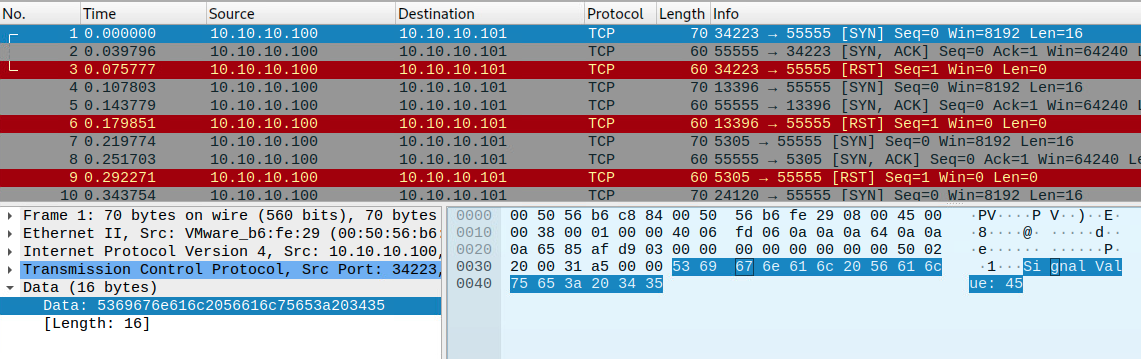 No. Time Source Destination Protocol Length Info
1 0.000000 10.10.10.100 10.10.10.101 TCP 70 34223 → 55555 [SYN] Seq=0 Win=8192 Len=16
2 0.039796 10.10.10.100 10.10.10.101 TCP 60 55555 → 34223 [SYN, ACK] Seq=0 Ack=1 Win=64240 L
3 0.075777 10.10.10.100 10.10.10.101 TCP 60 34223 → 55555 [RST] Seq=1 Win=0 Len=0
4 0.107803 10.10.10.100 10.10.10.101 TCP 70 13396 → 55555 [SYN] Seq=0 Win=8192 Len=16
5 0.143779 10.10.10.100 10.10.10.101 TCP 60 55555 → 13396 [SYN, ACK] Seq=0 Ack=1 Win=64240 L
6 0.179851 10.10.10.100 10.10.10.101 TCP 60 13396 → 55555 [RST] Seq=1 Win=0 Len=0
7 0.219774 10.10.10.100 10.10.10.101 TCP 70 5305 → 55555 [SYN] Seq=0 Win=8192 Len=16
8 0.251703 10.10.10.100 10.10.10.101 TCP 60 55555 → 5305 [SYN, ACK] Seq=0 Ack=1 Win=64240 Le
9 0.292271 10.10.10.100 10.10.10.101 TCP 60 5305 → 55555 [RST] Seq=1 Win=0 Len=0
10 0.343754 10.10.10.100 10.10.10.101 TCP 70 24120 → 55555 [SYN] Seq=0 Win=8192 Len=16
Frame 1: 70 bytes on wire (560 bits), 70 bytes
Ethernet II, Src: VMware_b6:fe:29 (00:50:56:b6:
Internet Protocol Version 4, Src: 10.10.10.100,
Transmission Control Protocol, Src Port: 34223,
Data (16 bytes)
Data: 5369676e616c2056616c75653a203435
[Length: 16]
0000 00 50 56 b6 c8 84 00 50 56 b6 fe 29 08 00 45 00 ·PV····P V··)··E·
0010 00 38 00 01 00 00 40 06 fd 06 0a 0a 0a 64 0a 0a ·8····@· ·····d··
0020 0a 65 85 af d9 03 00 00 00 00 00 00 00 00 50 02 ·e······ ······P·
0030 20 00 31 a5 00 00 53 69 67 6e 61 6c 20 56 61 6c ·1···Si gnal Val
0040 75 65 3a 20 34 35 ue: 45